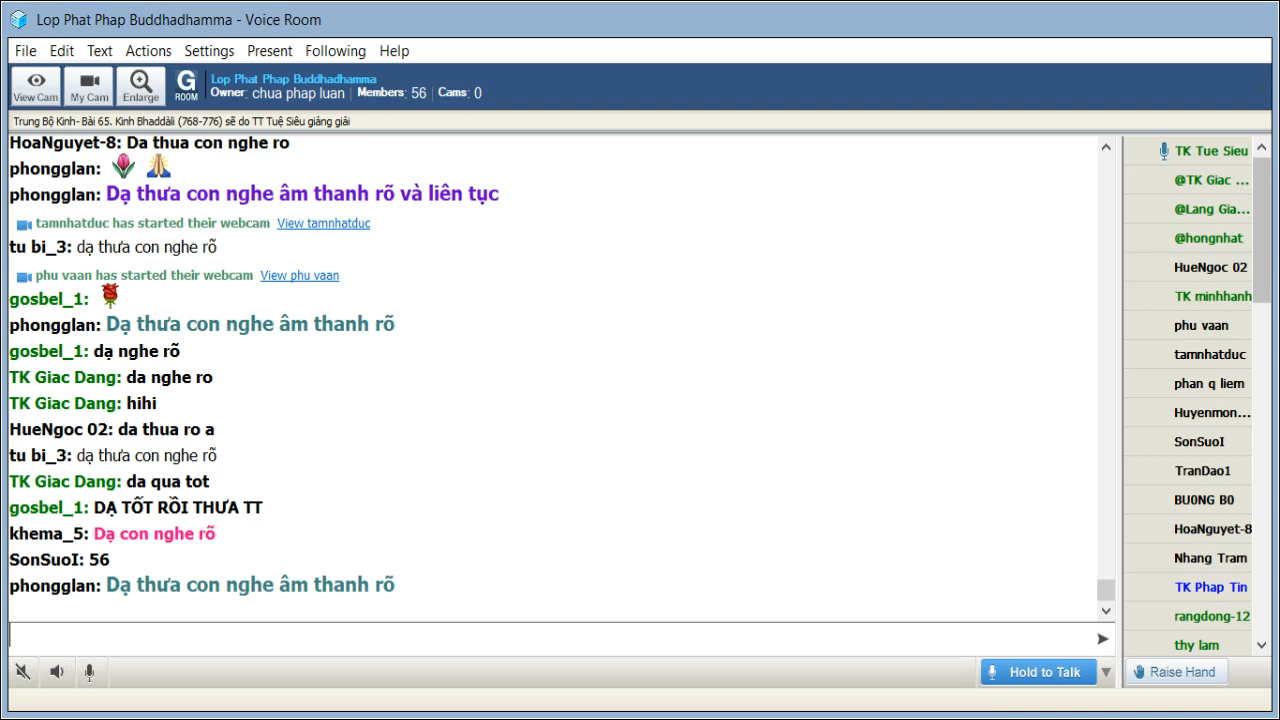 Lop Phat Phap Buddhadhamma - Voice Room
File Edit Text Actions Settings Present Following Help
View Cam My Cam Enlarge G ROOM
Lop Phat Phap Buddhadhamma
Owner: chua phap luan Members: 56 Cams: 0
Trung Bộ Kinh- Bài 65. Kinh Bhaddàli (768-776) sẽ do TT Tuệ Siêu giảng giải
HoaNguyet-8: Da thua con nghe ro
phongglan:
phongglan: Dạ thưa con nghe âm thanh rõ và liên tục
tamnhatduc has started their webcam View tamnhatduc
tu bi_3: dạ thưa con nghe rõ
phu vaan has started their webcam View phu vaan
gosbel_1:
phongglan: Dạ thưa con nghe âm thanh rõ
gosbel_1: dạ nghe rõ
TK Giac Dang: da nghe ro
TK Giac Dang: hihi
HueNgoc 02: da thua ro a
tu bi_3: dạ thưa con nghe rõ
TK Giac Dang: da qua tot
gosbel_1: DẠ TỐT RỒI THƯA TT
khema_5: Dạ con nghe rõ
SonSuoI: 56
phongglan: Dạ thưa con nghe âm thanh rõ
TK Tue Sieu
@TK Giac ...
@Lang Gia...
@hongnhat
HueNgoc 02
TK minhhanh
phu vaan
tamnhatduc
phan q liem
Huyenmon...
SonSuoI
TranDao1
BU0NG B0
HoaNguyet-8
Nhang Tram
TK Phap Tin
rangdong-12
thy lam
Hold to Talk
Raise Hand